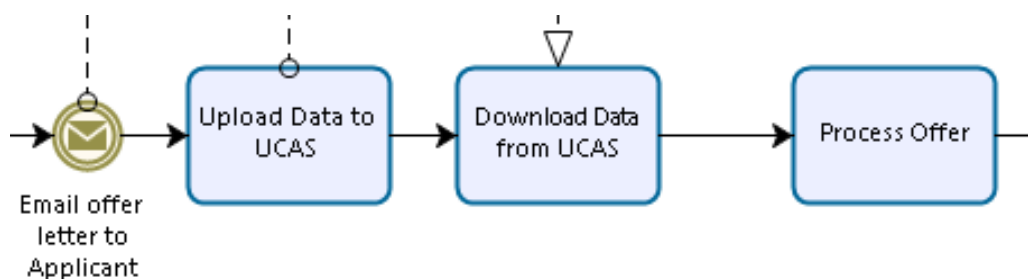 Email offer
letter to
Applicant
Upload Data to
UCAS
Download Data
from UCAS
Process Offer